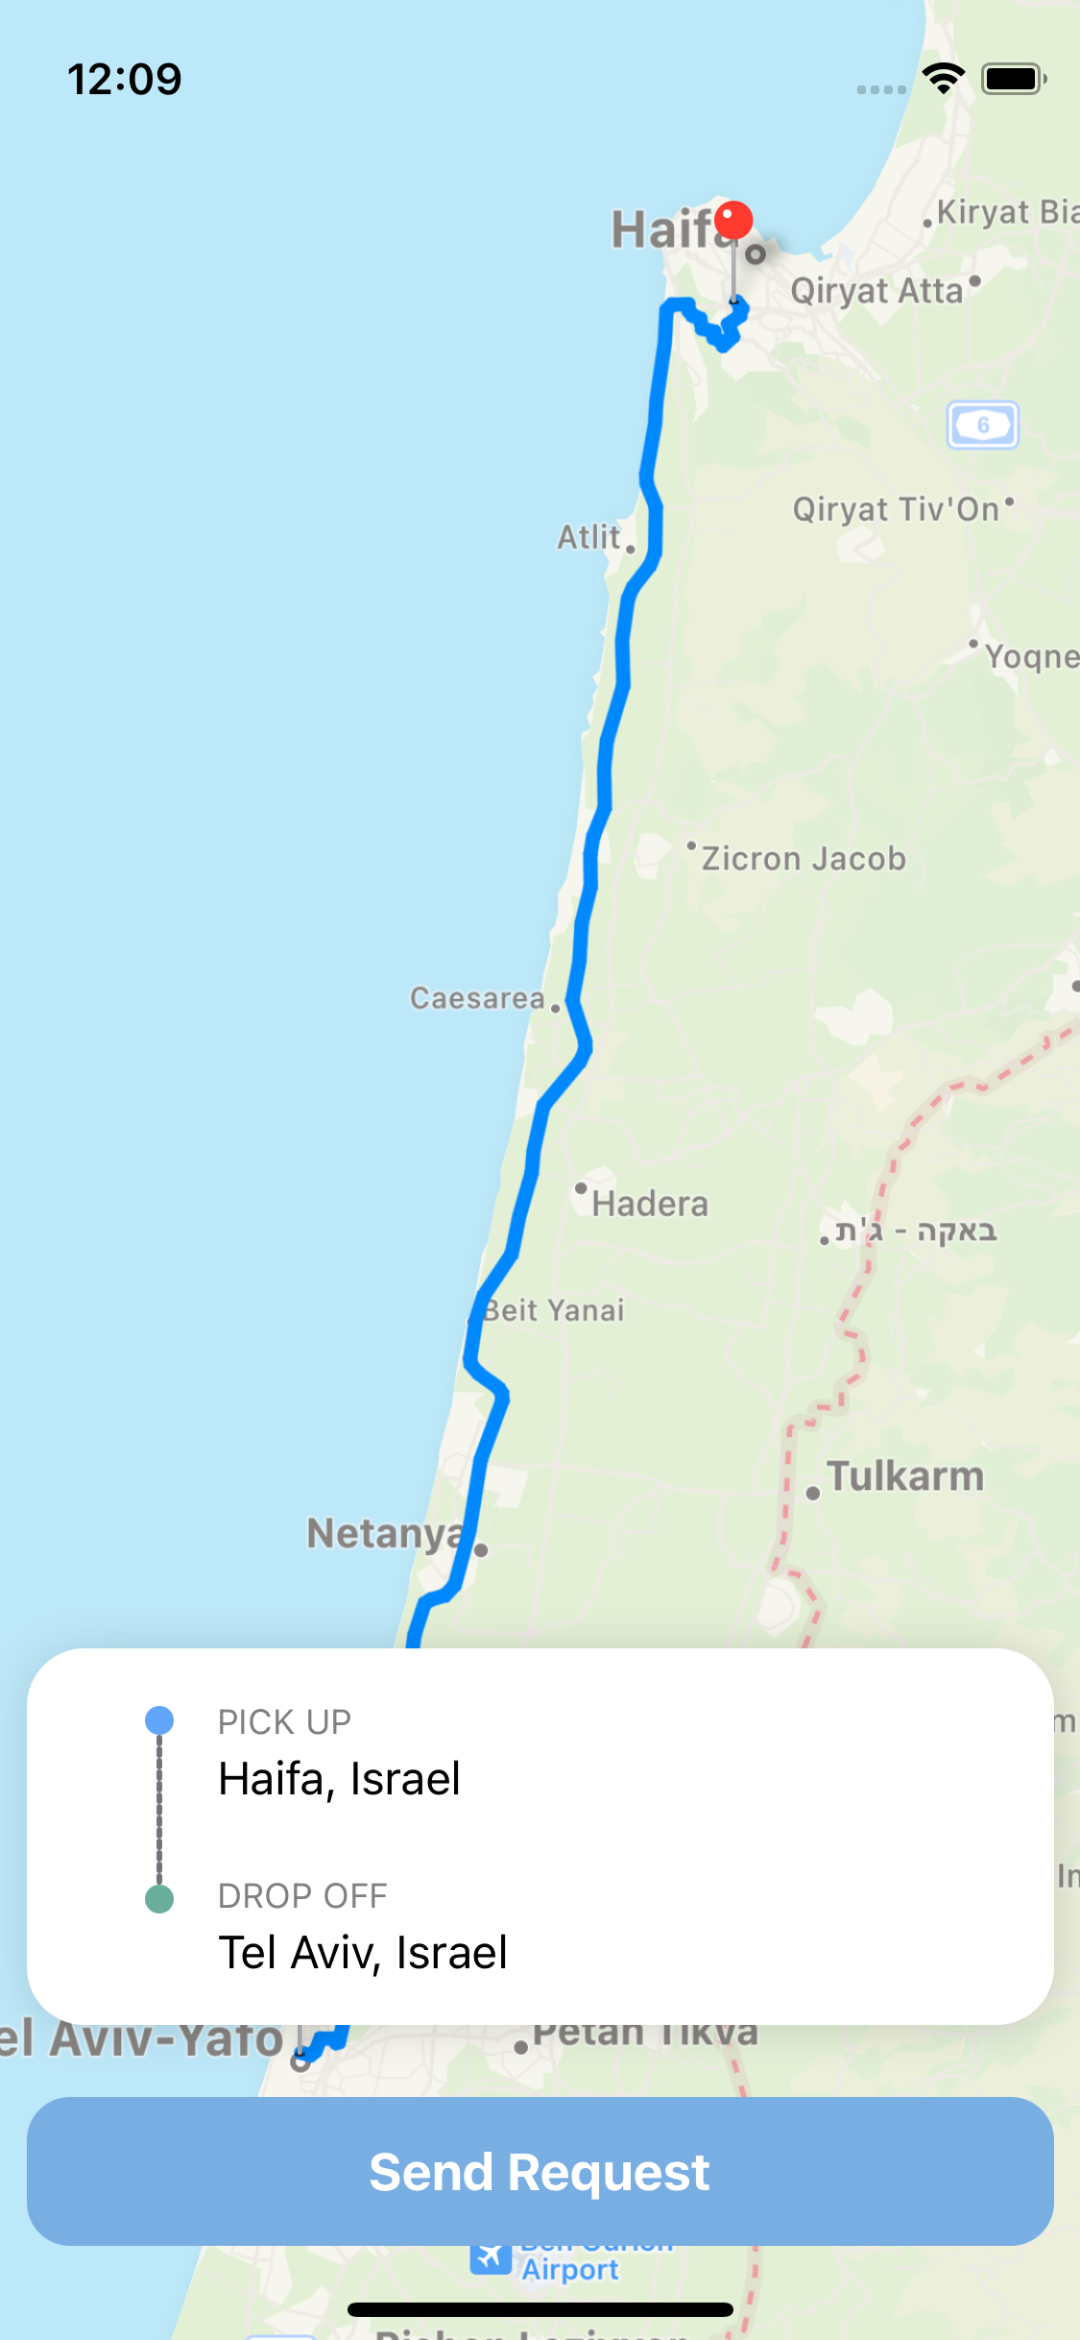 12:09
Haifa
Kiryat Bia
Qiryat Atta
6
Qiryat Tiv'On
Atlit
Yoqne
Zicron Jacob
Caesarea
Hadera
באקה - ג'ת
Beit Yanai
Tulkarm
Netanya
PICK UP
Haifa, Israel
DROP OFF
Tel Aviv, Israel
el Aviv-Yafo
Petah Tikva
Send Request
Ben Gurion
Airport